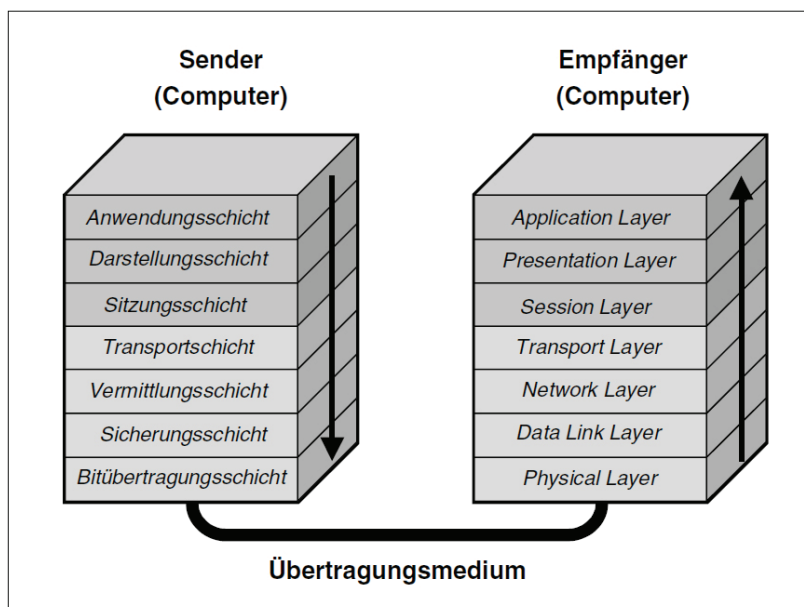 Sender
(Computer)
Empfänger
(Computer)
Anwendungsschicht
Darstellungsschicht
Sitzungsschicht
Transportschicht
Vermittlungsschicht
Sicherungsschicht
Bitübertragungsschicht
Application Layer
Presentation Layer
Session Layer
Transport Layer
Network Layer
Data Link Layer
Physical Layer
Übertragungsmedium